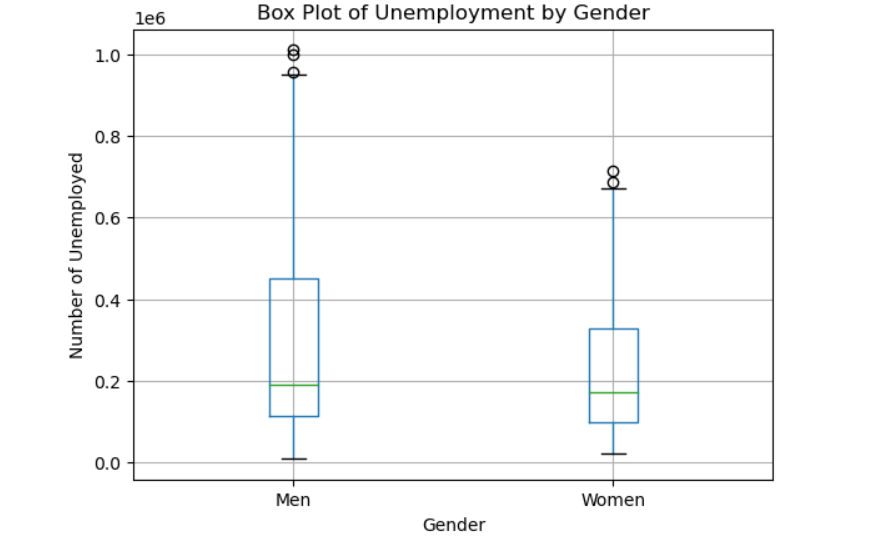 Box Plot of Unemployment by Gender
1e6
1.0
0.8
0.6
0.4
0.2
0.0
Number of Unemployed
Men Women
Gender